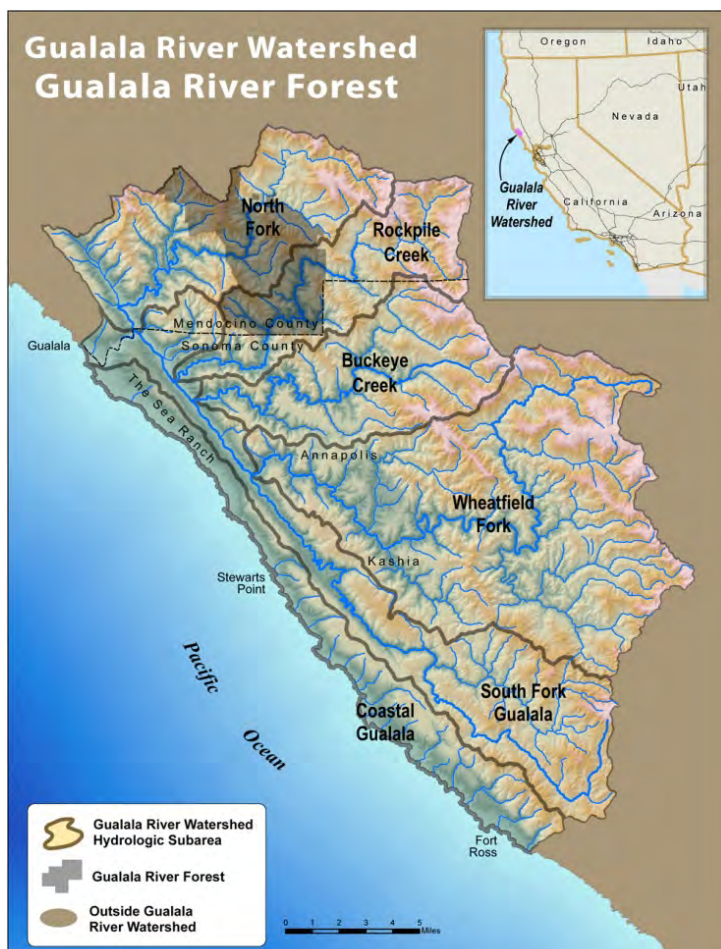 Gualala River Watershed
Gualala River Forest
Oregon
Idaho
Utah
Nevada
Gualala
River
Watershed
California
Arizona
North
Fork
Rockpile
Creek
Mendocino County
Sonoma County
Gualala
Buckeye
Creek
The Sea Ranch
Annapolis
Wheatfield
Fork
Kashia
Stewarts
Point
Pacific
Ocean
South Fork
Gualala
Coastal
Gualala
Fort
Ross
Gualala River Watershed
Hydrologic Subarea
Gualala River Forest
Outside Gualala
River Watershed
0 1 2 3 4 5
Miles